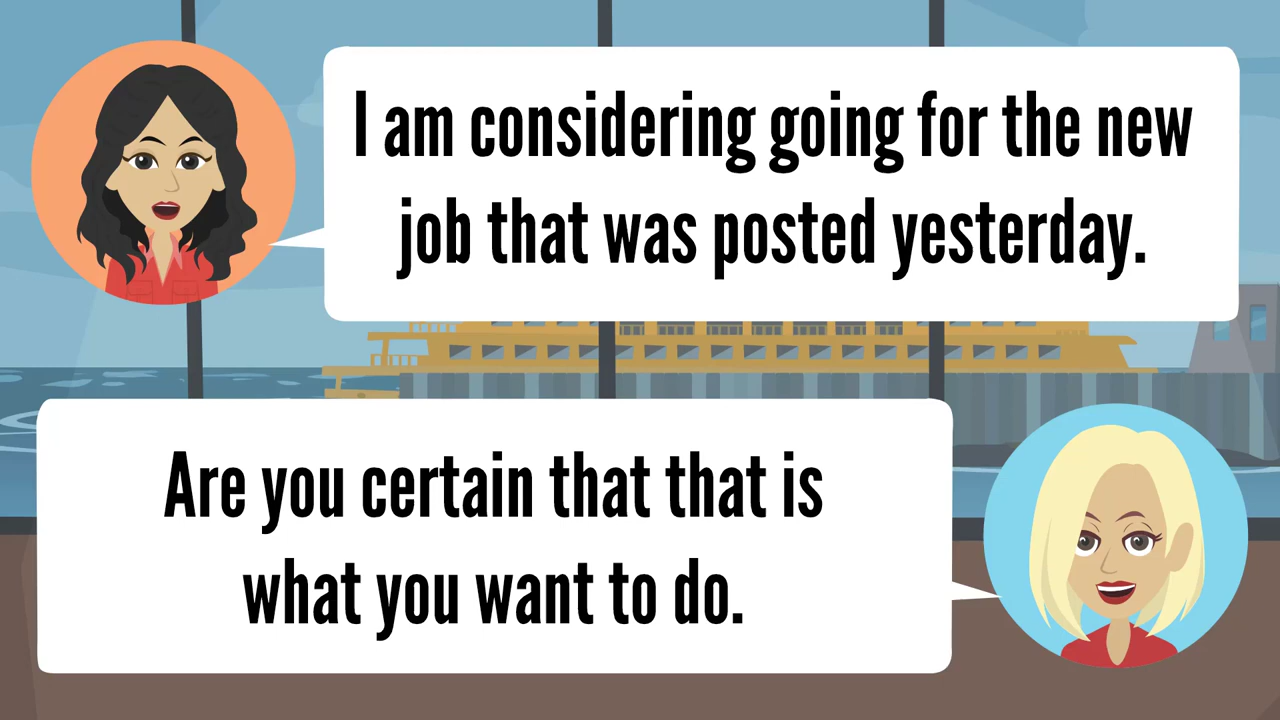 I am considering going for the new
job that was posted yesterday.
Are you certain that that is
what you want to do.